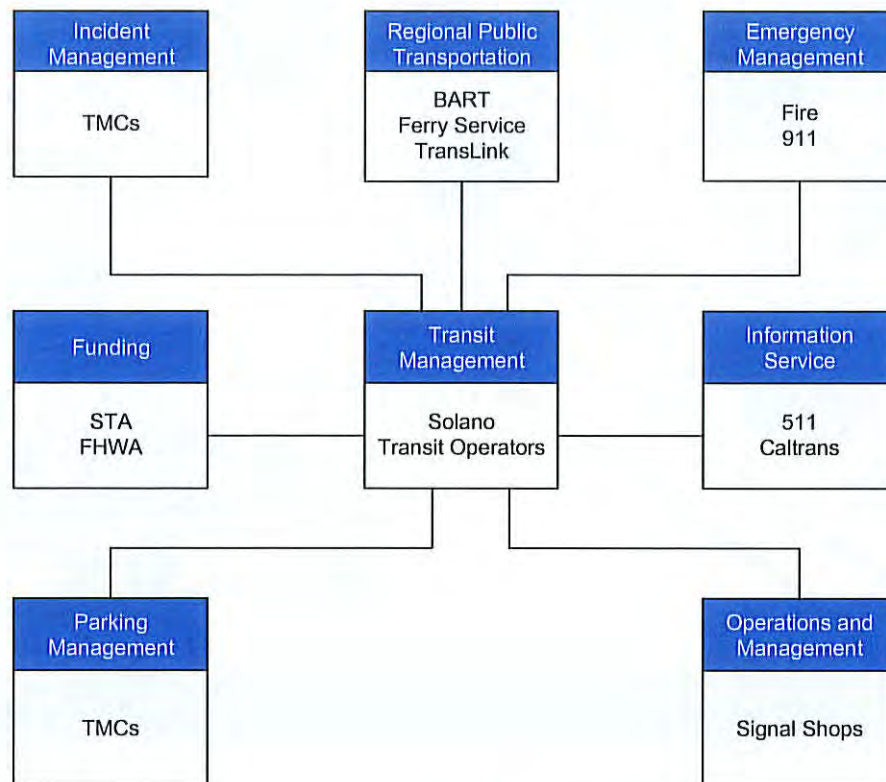 Incident
Management
TMCs
Regional Public
Transportation
BART
Ferry Service
TransLink
Emergency
Management
Fire
911
Funding
STA
FHWA
Transit
Management
Solano
Transit Operators
Information
Service
511
Caltrans
Parking
Management
TMCs
Operations and
Management
Signal Shops